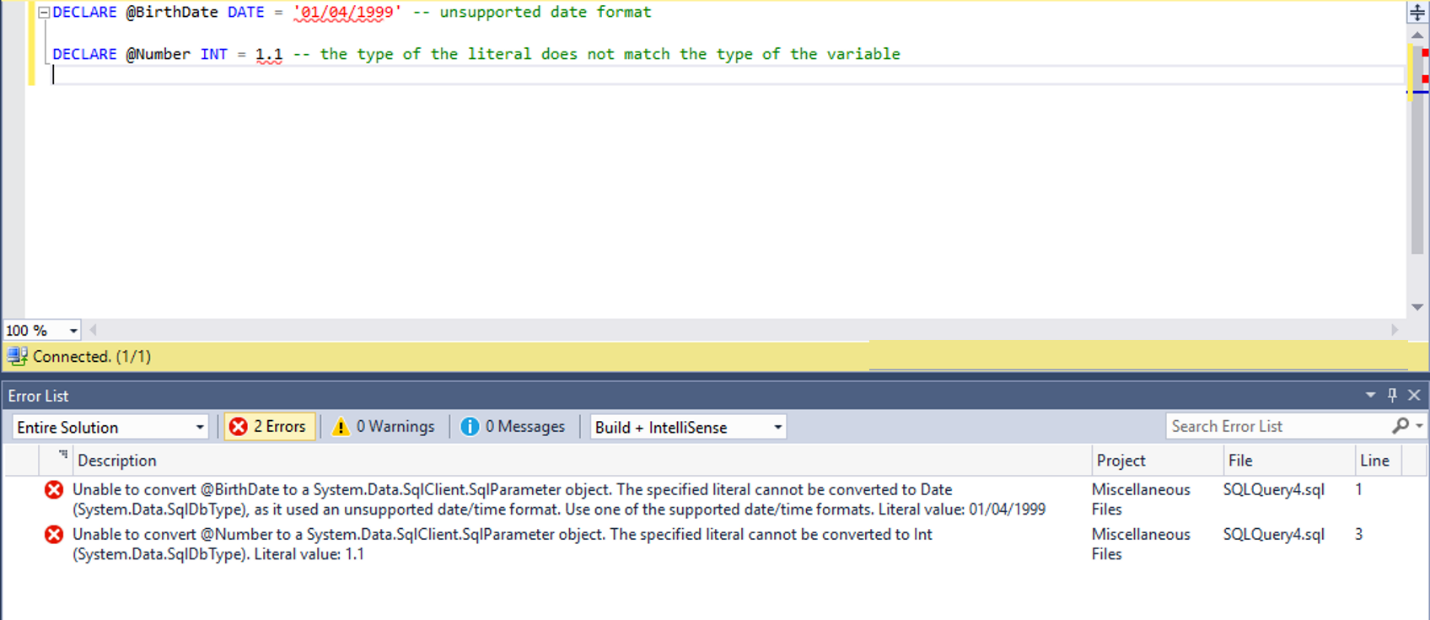 DECLARE @BirthDate DATE = '01/04/1999' -- unsupported date format
DECLARE @Number INT = 1.1 -- the type of the literal does not match the type of the variable
100 %
Connected. (1/1)
Error List
Entire Solution 2 Errors 0 Warnings 0 Messages Build + IntelliSense Search Error List
Description Project File Line
Unable to convert @BirthDate to a System.Data.SqlClient.SqlParameter object. The specified literal cannot be converted to Date Miscellaneous SQLQuery4.sql 1
(System.Data.SqlDbType), as it used an unsupported date/time format. Use one of the supported date/time formats. Literal value: 01/04/1999 Files
Unable to convert @Number to a System.Data.SqlClient.SqlParameter object. The specified literal cannot be converted to Int Miscellaneous SQLQuery4.sql 3
(System.Data.SqlDbType). Literal value: 1.1 Files